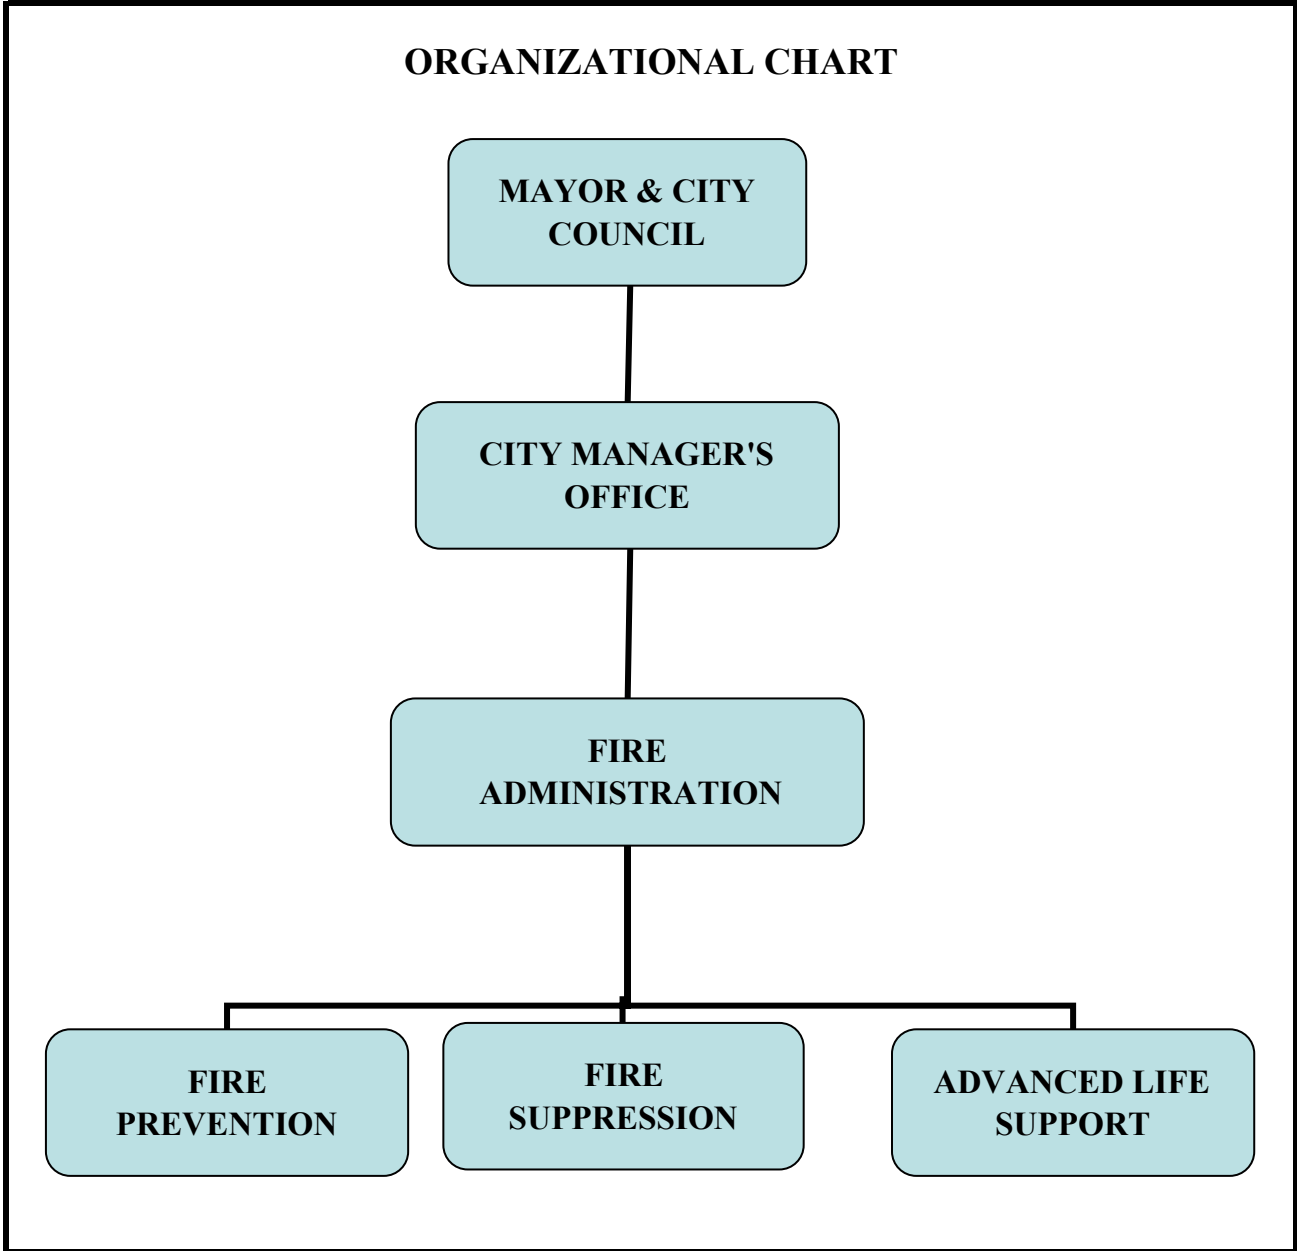 ORGANIZATIONAL CHART
MAYOR & CITY
COUNCIL
CITY MANAGER'S
OFFICE
FIRE
ADMINISTRATION
FIRE
PREVENTION
FIRE
SUPPRESSION
ADVANCED LIFE
SUPPORT